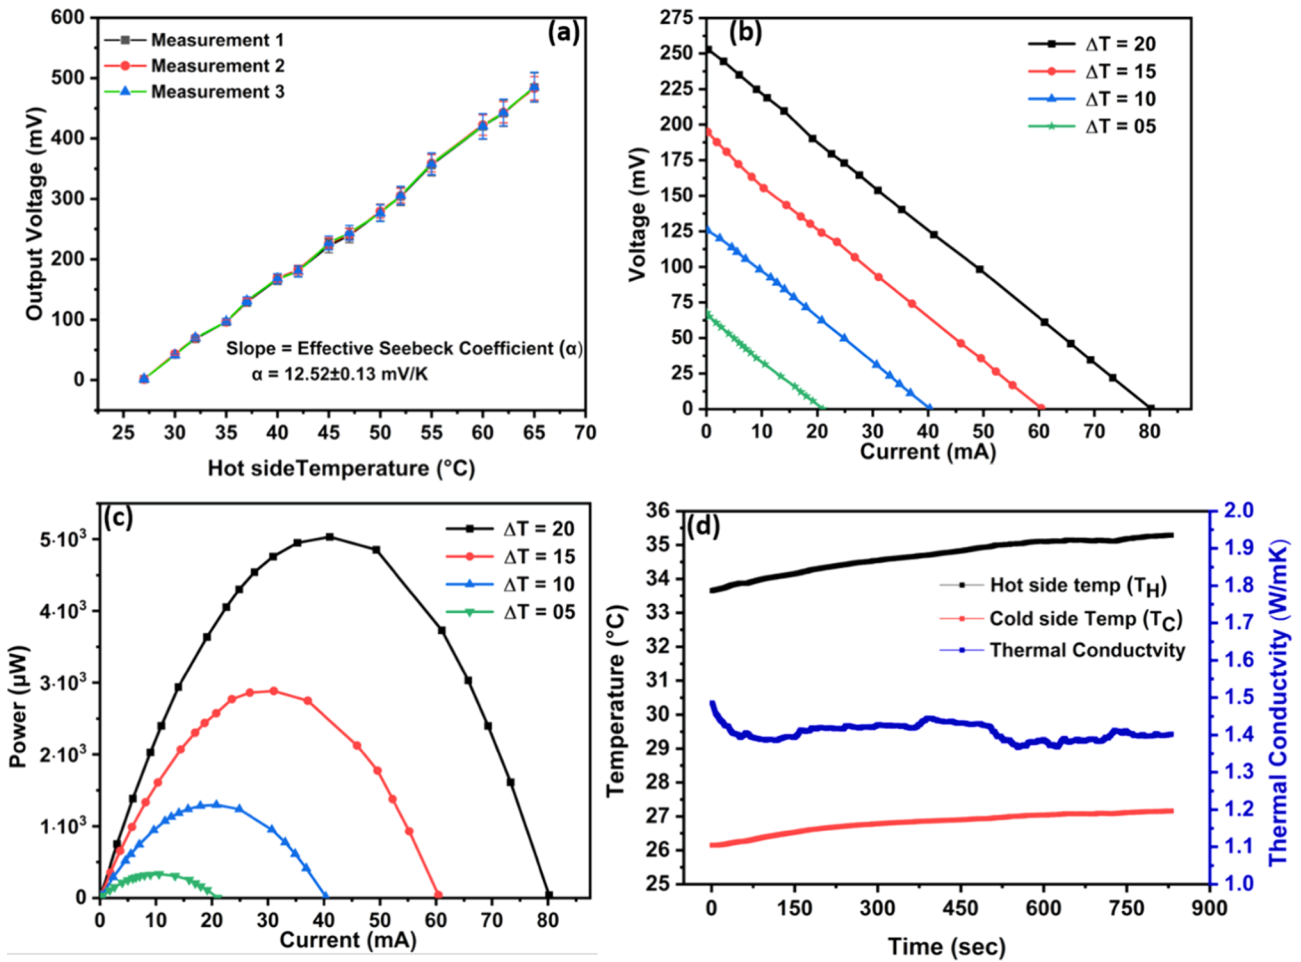 (a)
600
500
400
300
200
100
0
Output Voltage (mV)
Measurement 1
Measurement 2
Measurement 3
Slope = Effective Seebeck Coefficient (α)
α = 12.52±0.13 mV/K
25 30 35 40 45 50 55 60 65 70
Hot sideTemperature (°C)
(b)
275
250
225
200
175
150
125
100
75
50
25
0
Voltage (mV)
ΔT = 20
ΔT = 15
ΔT = 10
ΔT = 05
0 10 20 30 40 50 60 70 80
Current (mA)
(c)
5·10³
4·10³
3·10³
2·10³
1·10³
0
Power (μW)
ΔT = 20
ΔT = 15
ΔT = 10
ΔT = 05
0 10 20 30 40 50 60 70 80
Current (mA)
(d)
36
35
34
33
32
31
30
29
28
27
26
25
Temperature (°C)
Hot side temp (TH)
Cold side Temp (TC)
Thermal Conductvity
2.0
1.9
1.8
1.7
1.6
1.5
1.4
1.3
1.2
1.1
1.0
Thermal Conductvity (W/mK)
0 150 300 450 600 750 900
Time (sec)